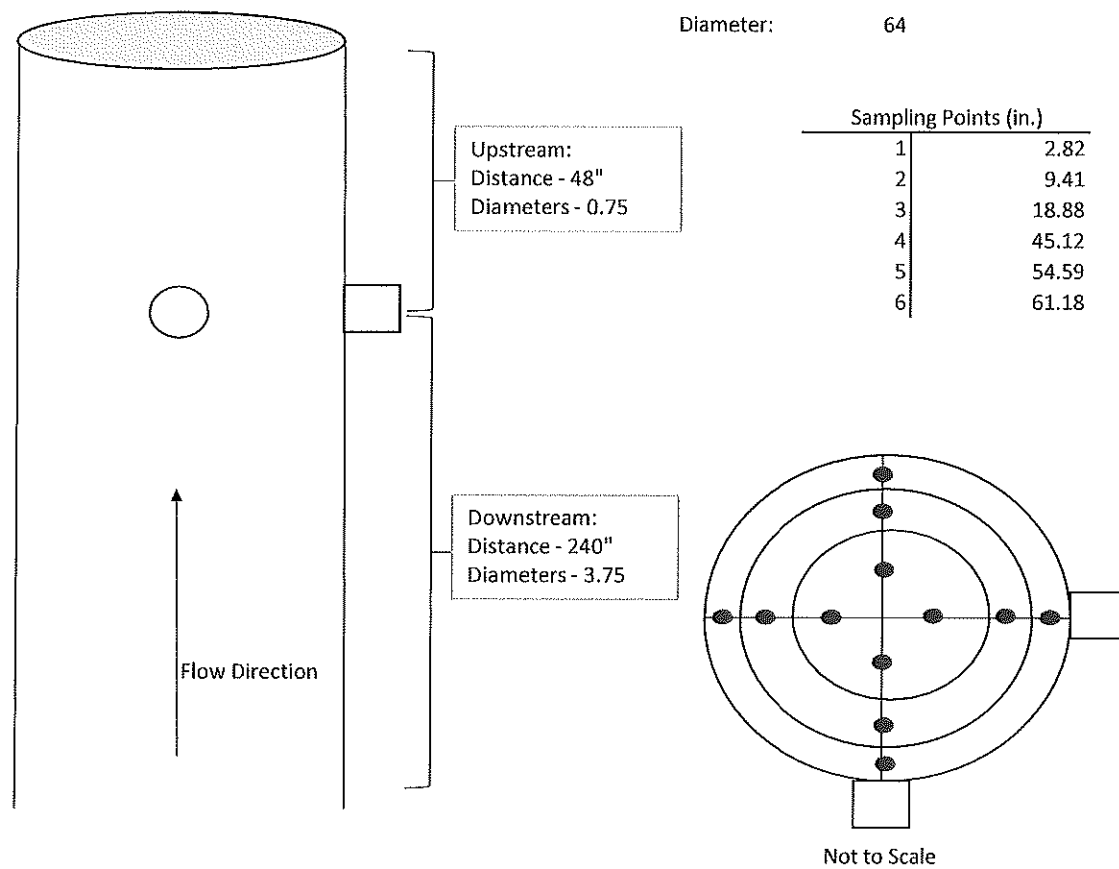 Diameter: 64
Sampling Points (in.)
1 2.82
2 9.41
3 18.88
4 45.12
5 54.59
6 61.18
Upstream:
Distance - 48"
Diameters - 0.75
Downstream:
Distance - 240"
Diameters - 3.75
Flow Direction
Not to Scale